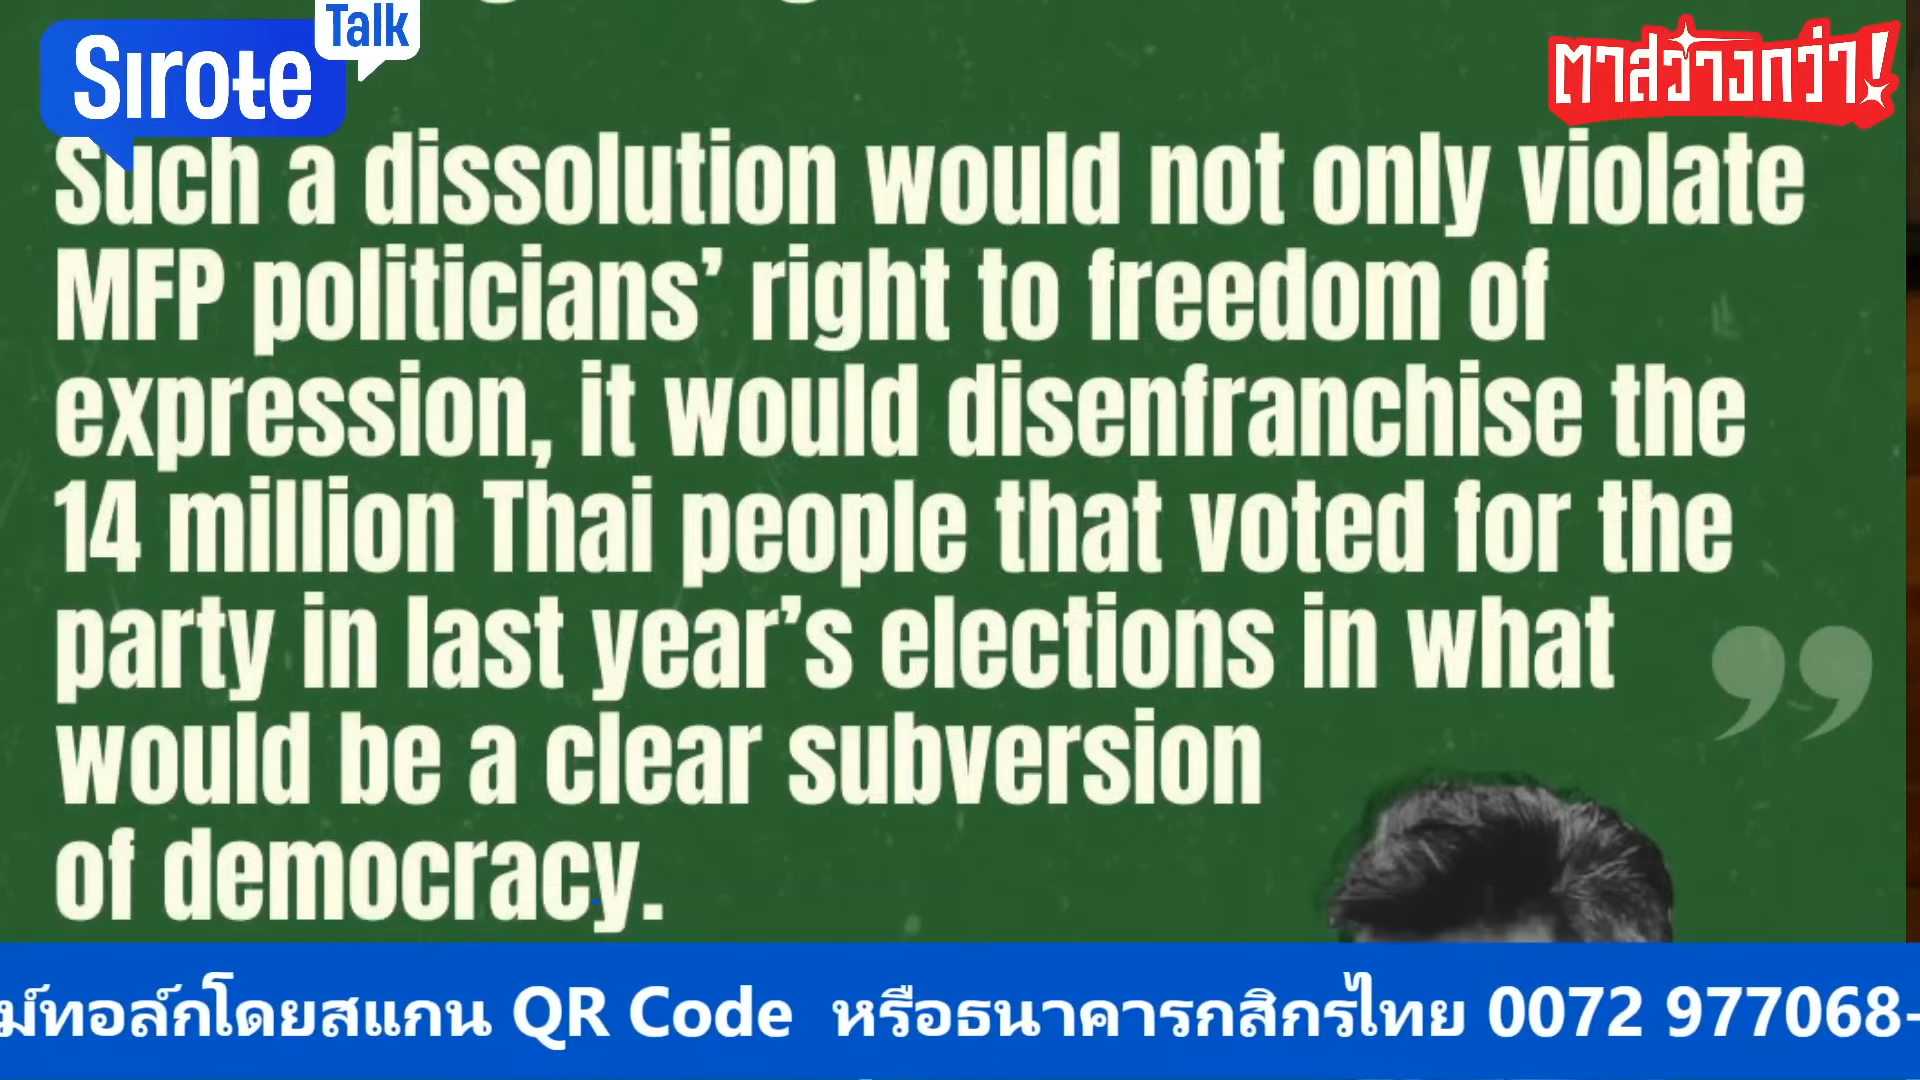 Sirote
Talk
ตาสว่างกว่า!
Such a dissolution would not only violate
MFP politicians’ right to freedom of
expression, it would disenfranchise the
14 million Thai people that voted for the
party in last year’s elections in what
would be a clear subversion
of democracy.
”
ม์ทอล์กโดยสแกน QR Code หรือธนาคารกสิกรไทย 0072 977068-